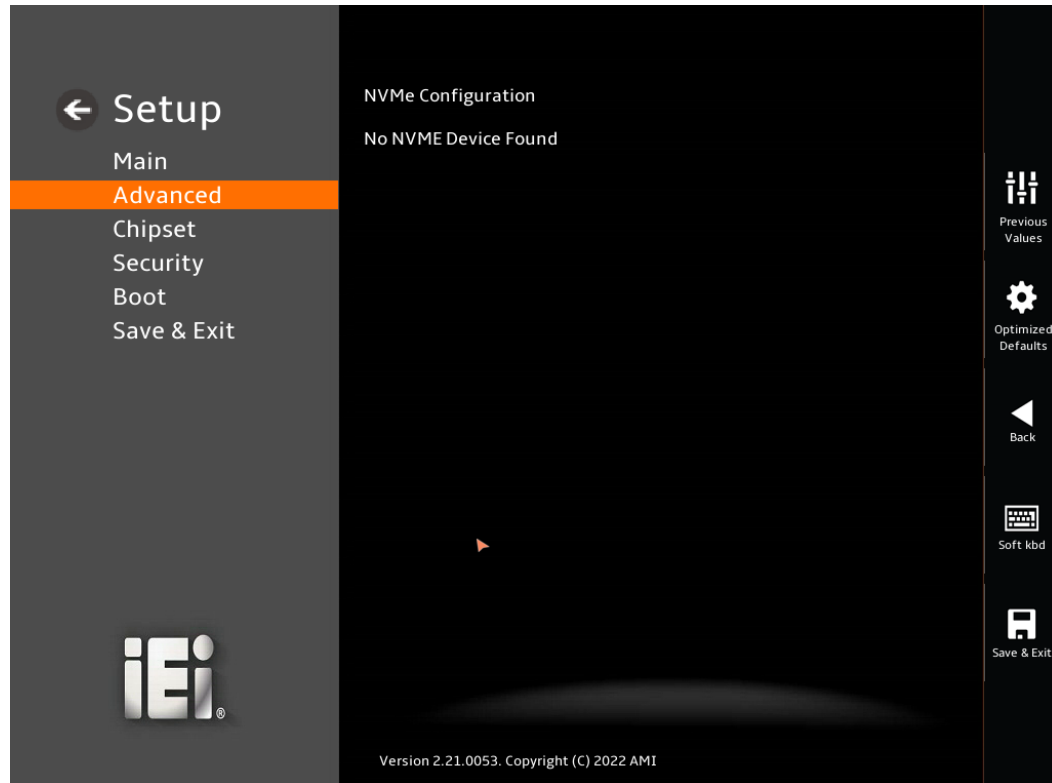 Setup
Main
Advanced
Chipset
Security
Boot
Save & Exit
iEi®
NVMe Configuration
No NVME Device Found
Version 2.21.0053. Copyright (C) 2022 AMI
Previous
Values
Optimized
Defaults
Back
Soft kbd
Save & Exit